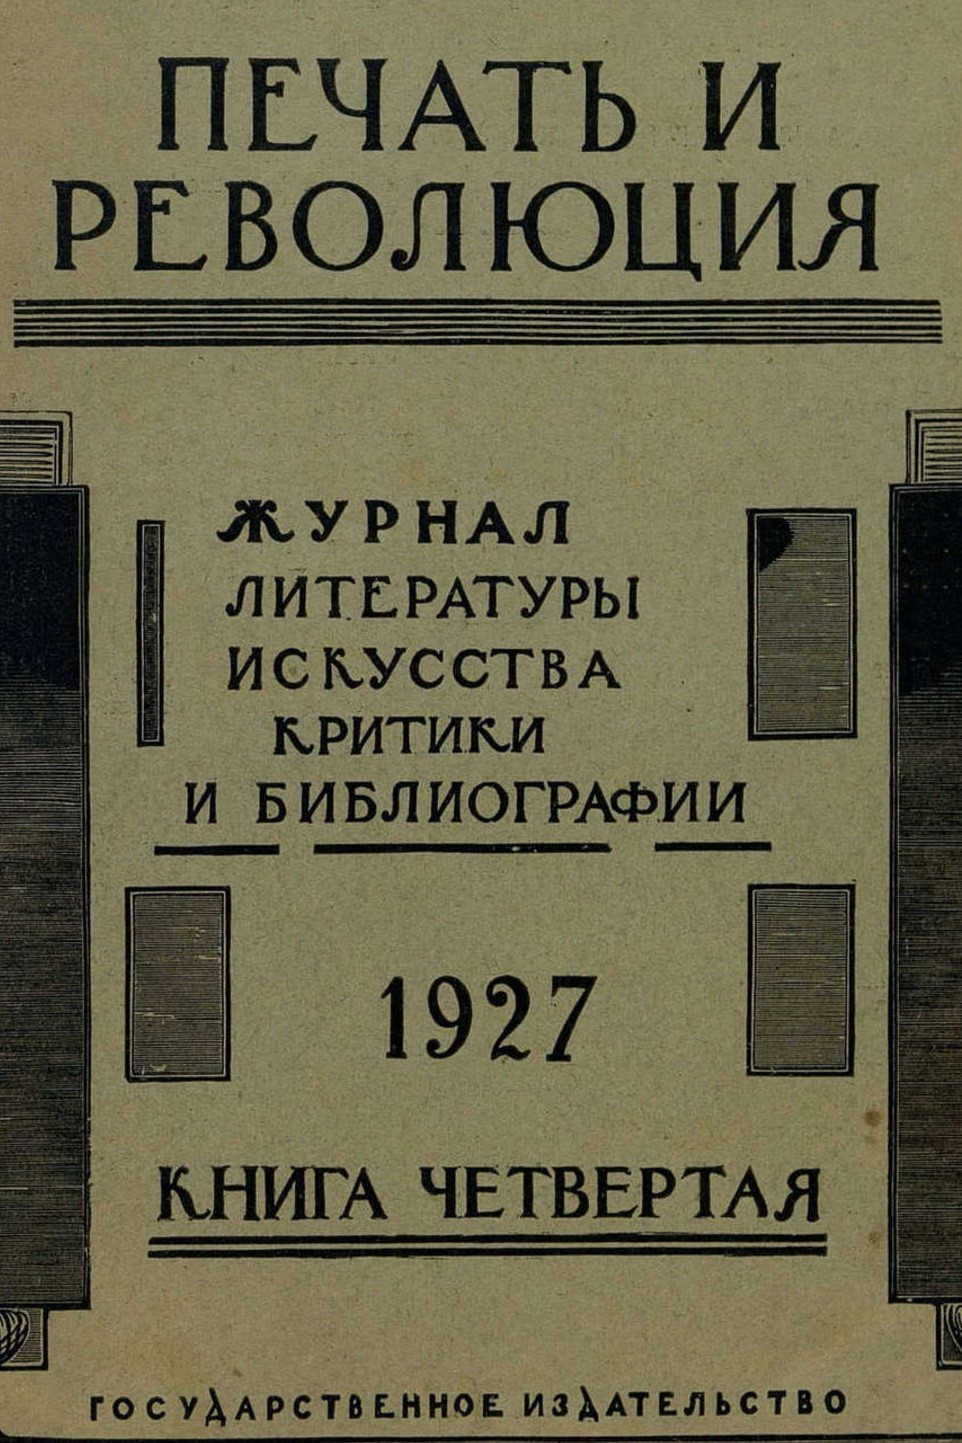 ПЕЧАТЬ И
РЕВОЛЮЦИЯ
ЖУРНАЛ
ЛИТЕРАТУРЫ
ИСКУССТВА
КРИТИКИ
И БИБЛИОГРАФИИ
1927
КНИГА ЧЕТВЕРТАЯ
ГОСУДАРСТВЕННОЕ ИЗДАТЕЛЬСТВО